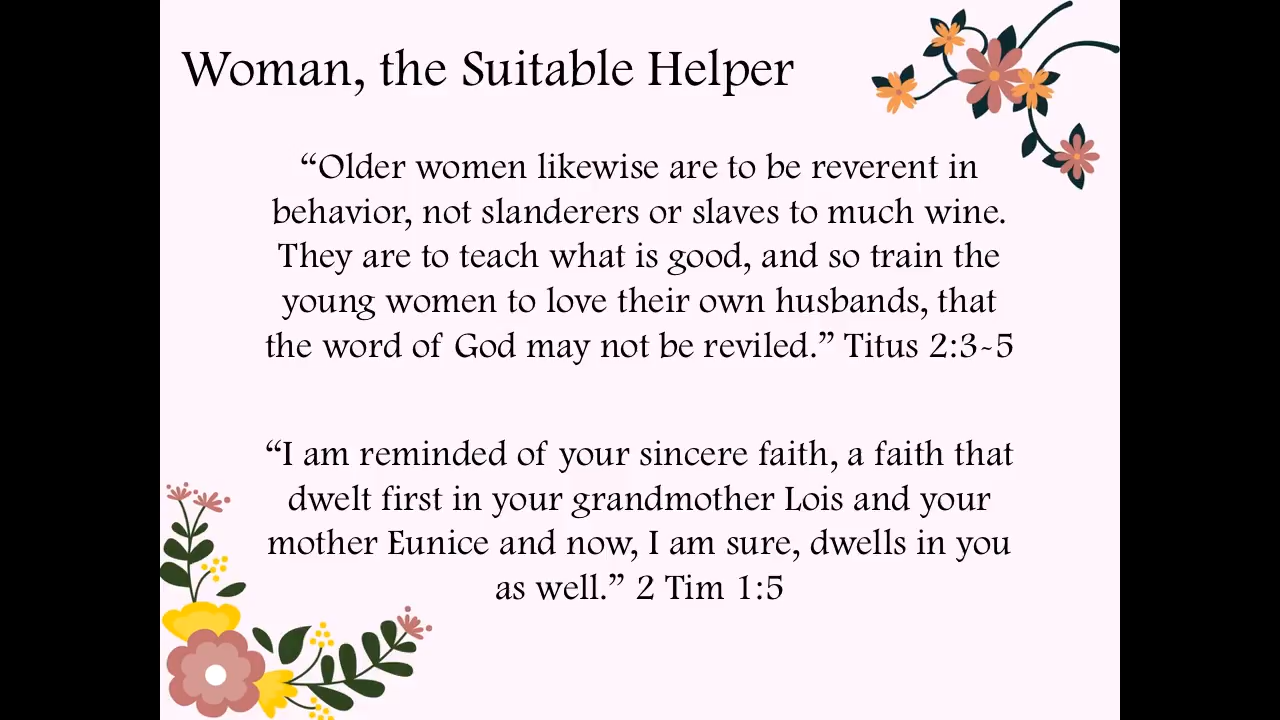 Woman, the Suitable Helper
“Older women likewise are to be reverent in
behavior, not slanderers or slaves to much wine.
They are to teach what is good, and so train the
young women to love their own husbands, that
the word of God may not be reviled.” Titus 2:3-5
“I am reminded of your sincere faith, a faith that
dwelt first in your grandmother Lois and your
mother Eunice and now, I am sure, dwells in you
as well.” 2 Tim 1:5